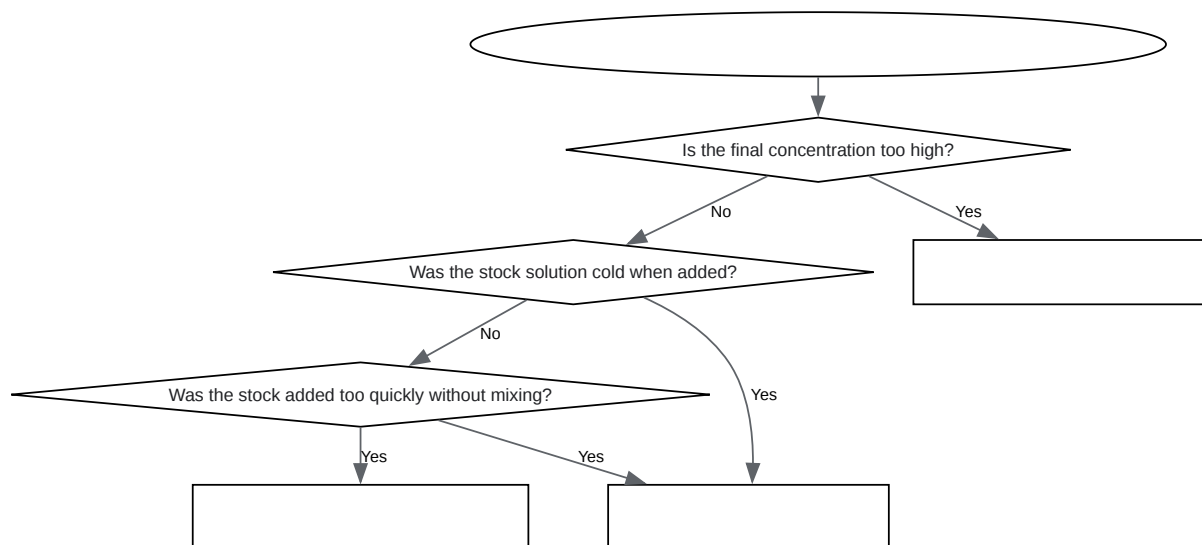 Is the final concentration too high?
No
Yes
Was the stock solution cold when added?
No
Yes
Was the stock added too quickly without mixing?
Yes
Yes